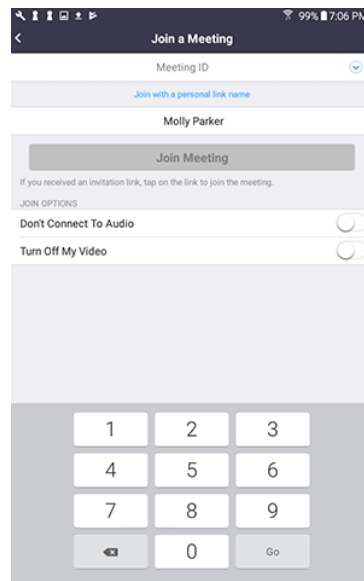 99% 7:06 PM
Join a Meeting
Meeting ID
Join with a personal link name
Molly Parker
Join Meeting
If you received an invitation link, tap on the link to join the meeting.
JOIN OPTIONS
Don't Connect To Audio
Turn Off My Video
1 2 3
4 5 6
7 8 9
0 Go